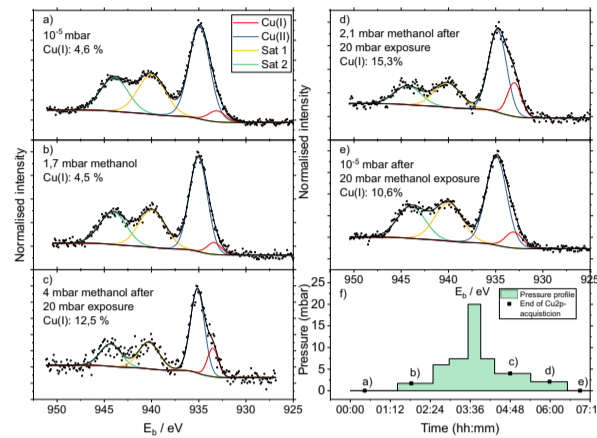 a)
10⁻⁵ mbar
Cu(I): 4,6 %
Cu(I)
Cu(II)
Sat 1
Sat 2
b)
1,7 mbar methanol
Cu(I): 4,5 %
c)
4 mbar methanol after
20 mbar exposure
Cu(I): 12,5 %
Normalised intensity
950 945 940 935 930 925
E_b / eV
d)
2,1 mbar methanol after
20 mbar exposure
Cu(I): 15,3%
e)
10⁻⁵ mbar after
20 mbar methanol exposure
Cu(I): 10,6%
Normalised intensity
950 945 940 935 930 925
E_b / eV
f)
Pressure profile
End of Cu2p-
acquisticion
Pressure (mbar)
25
20
15
10
5
0
a)
b)
c)
d)
e)
00:00 01:12 02:24 03:36 04:48 06:00 07:1
Time (hh:mm)